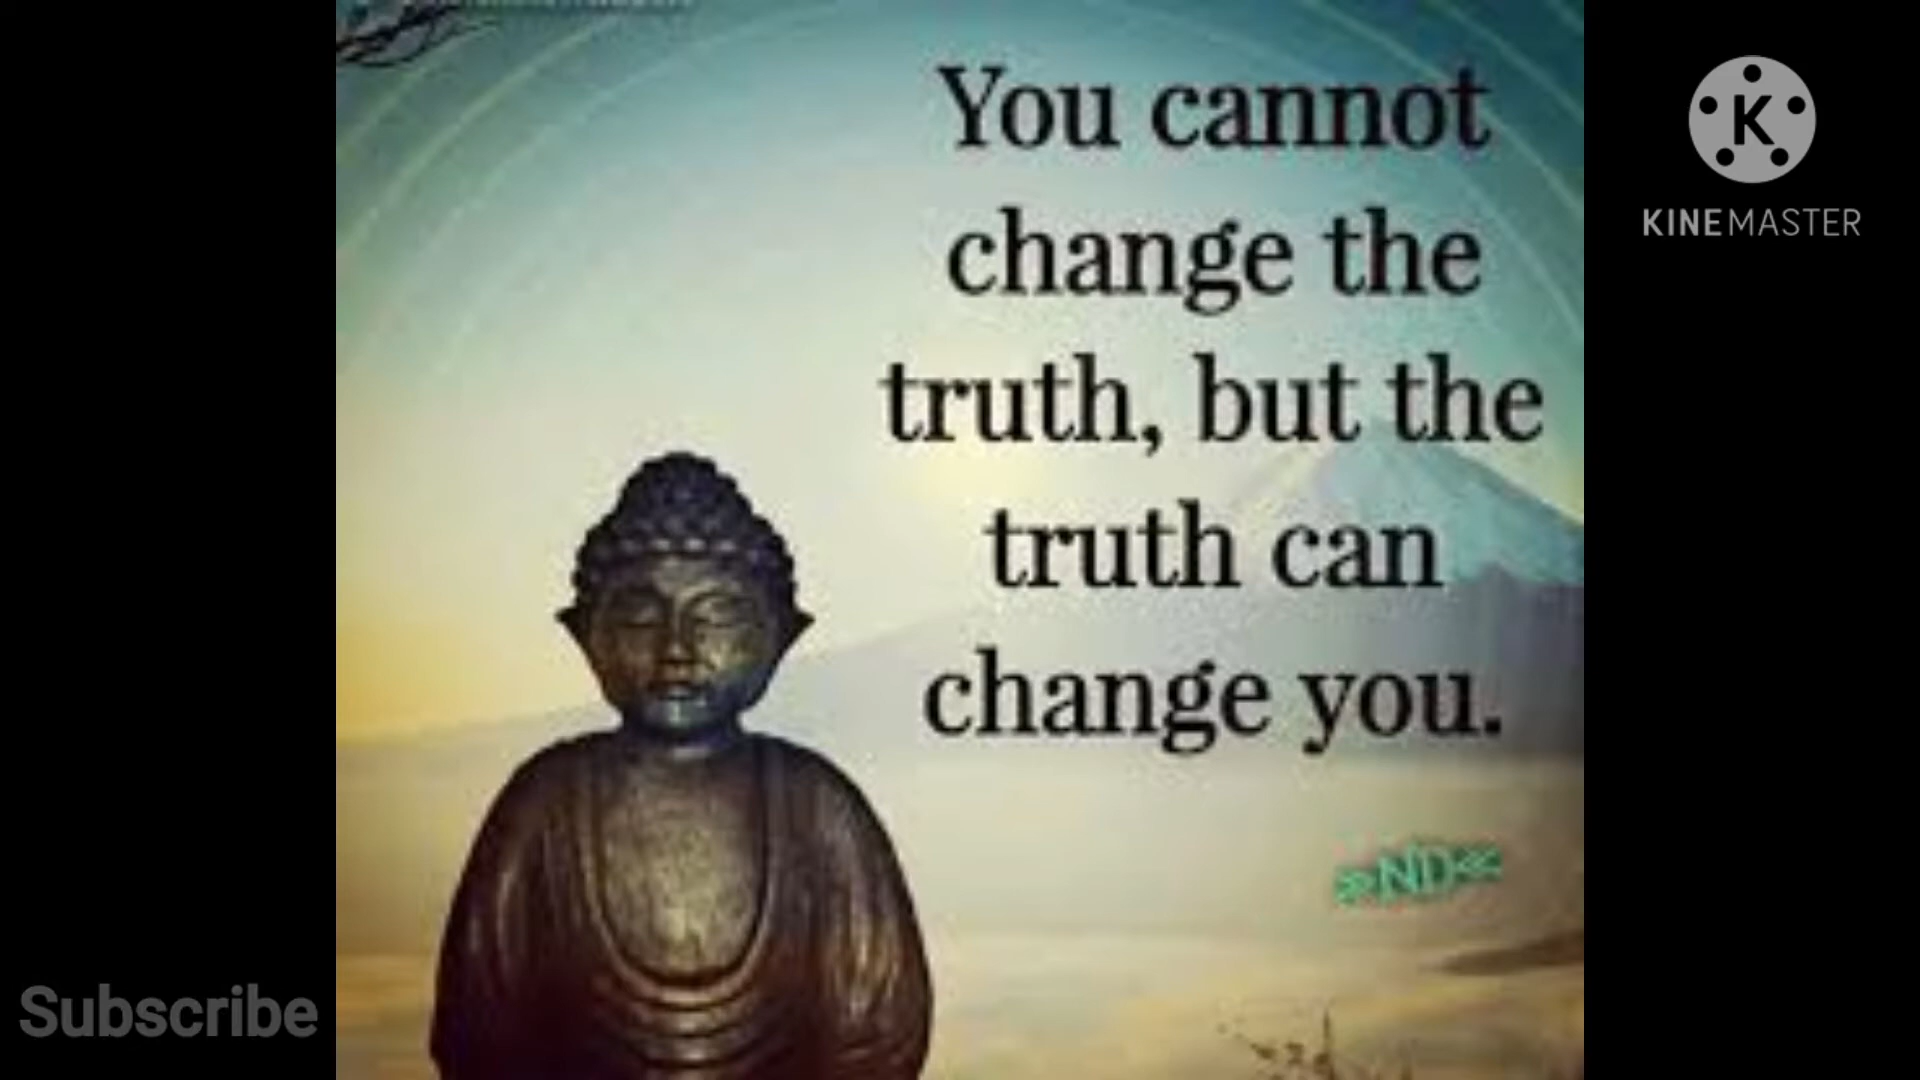 You cannot
change the
truth, but the
truth can
change you.
»ND«
KINEMASTER
Subscribe